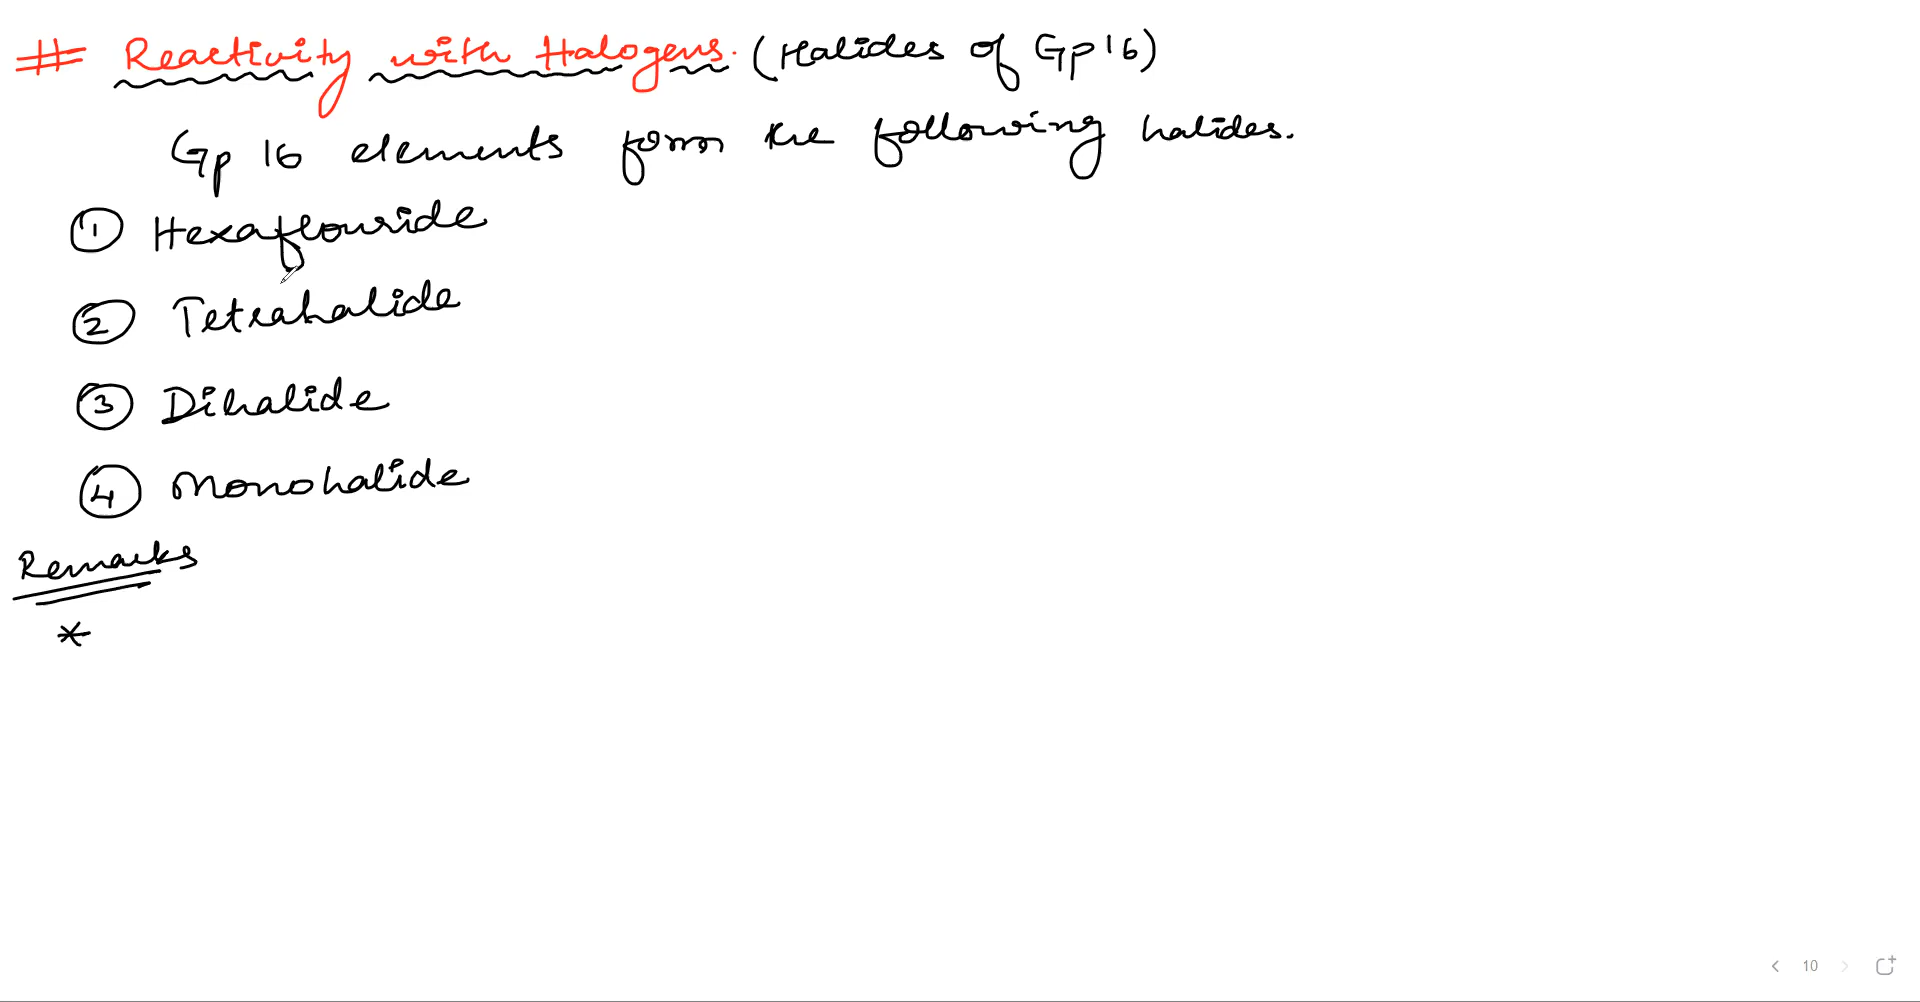 # Reactivity with Halogens. (Halides of Gp 16)
Gp 16 elements form the following halides.
① Hexaflouride
② Tetrahalide
③ Dihalide
④ Monohalide
Remarks
*
< 10 >